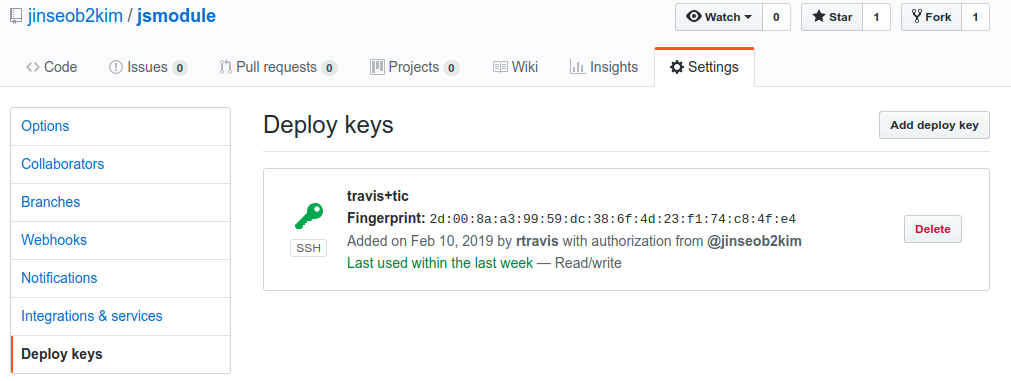 jinseob2kim / jsmodule
Watch 0 Star 1 Fork 1
Code Issues 0 Pull requests 0 Projects 0 Wiki Insights Settings
Options
Collaborators
Branches
Webhooks
Notifications
Integrations & services
Deploy keys
Deploy keys
Add deploy key
travis+tic
Fingerprint: 2d:00:8a:a3:99:59:dc:38:6f:4d:23:f1:74:c8:4f:e4
Added on Feb 10, 2019 by rtravis with authorization from @jinseob2kim
Last used within the last week — Read/write
SSH
Delete